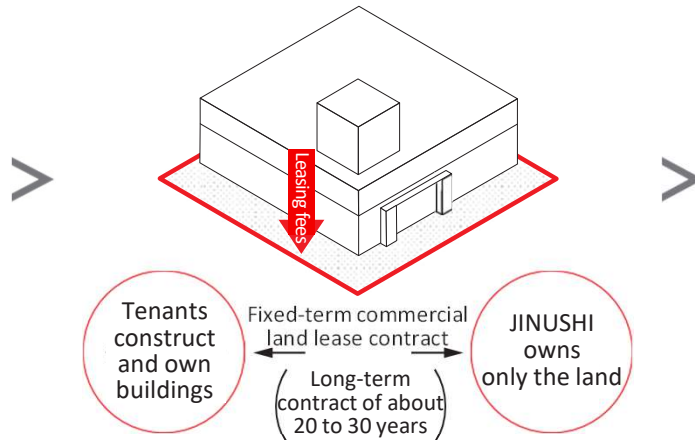 Leasing fees
Tenants
construct
and own
buildings
Fixed-term commercial
land lease contract
Long-term
contract of about
20 to 30 years
JINUSHI
owns
only the land